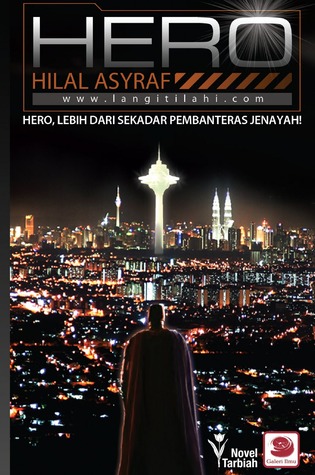 HERO
HILAL ASYRAF
www.langitilahi.com
HERO, LEBIH DARI SEKADAR PEMBANTERAS JENAYAH!
Novel
Tarbiah
Galeri Ilmu